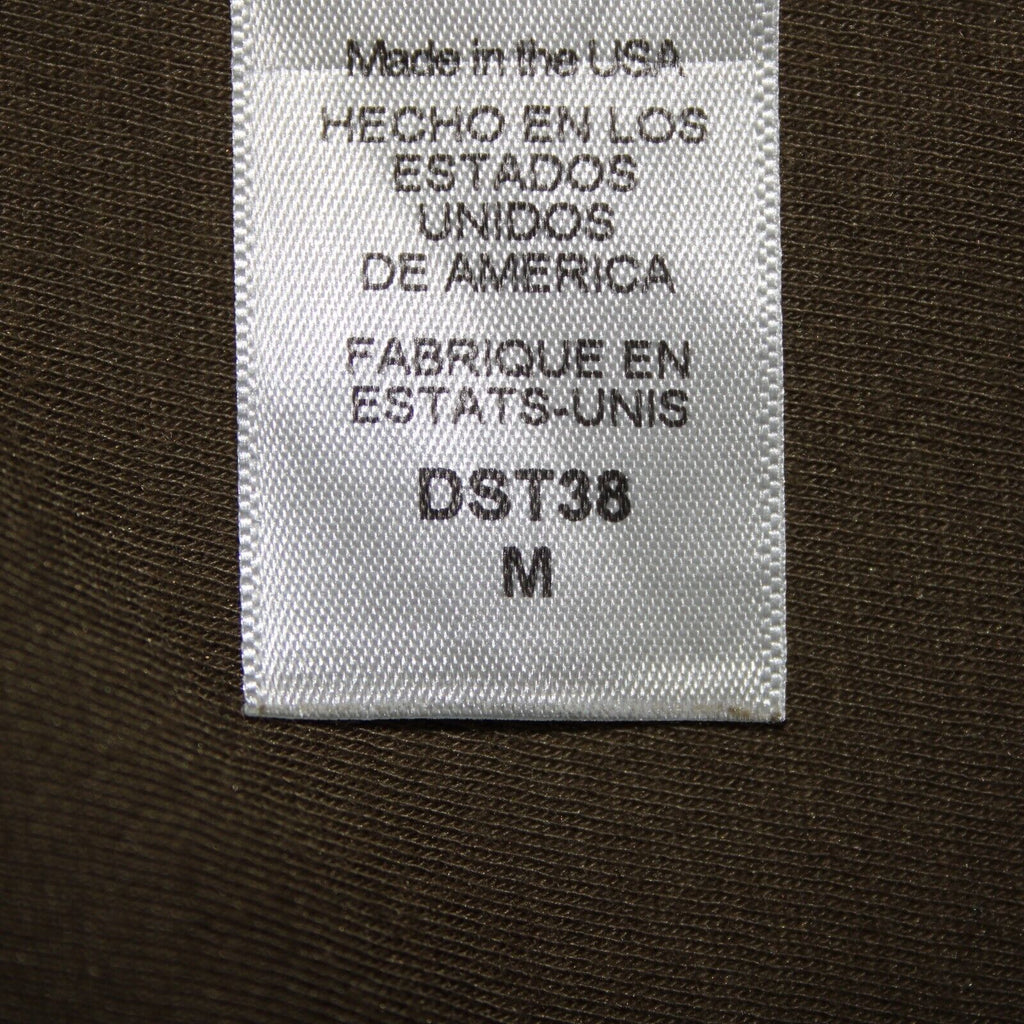 Made in the USA
HECHO EN LOS
ESTADOS
UNIDOS
DE AMERICA
FABRIQUE EN
ESTATS-UNIS
DST38
M